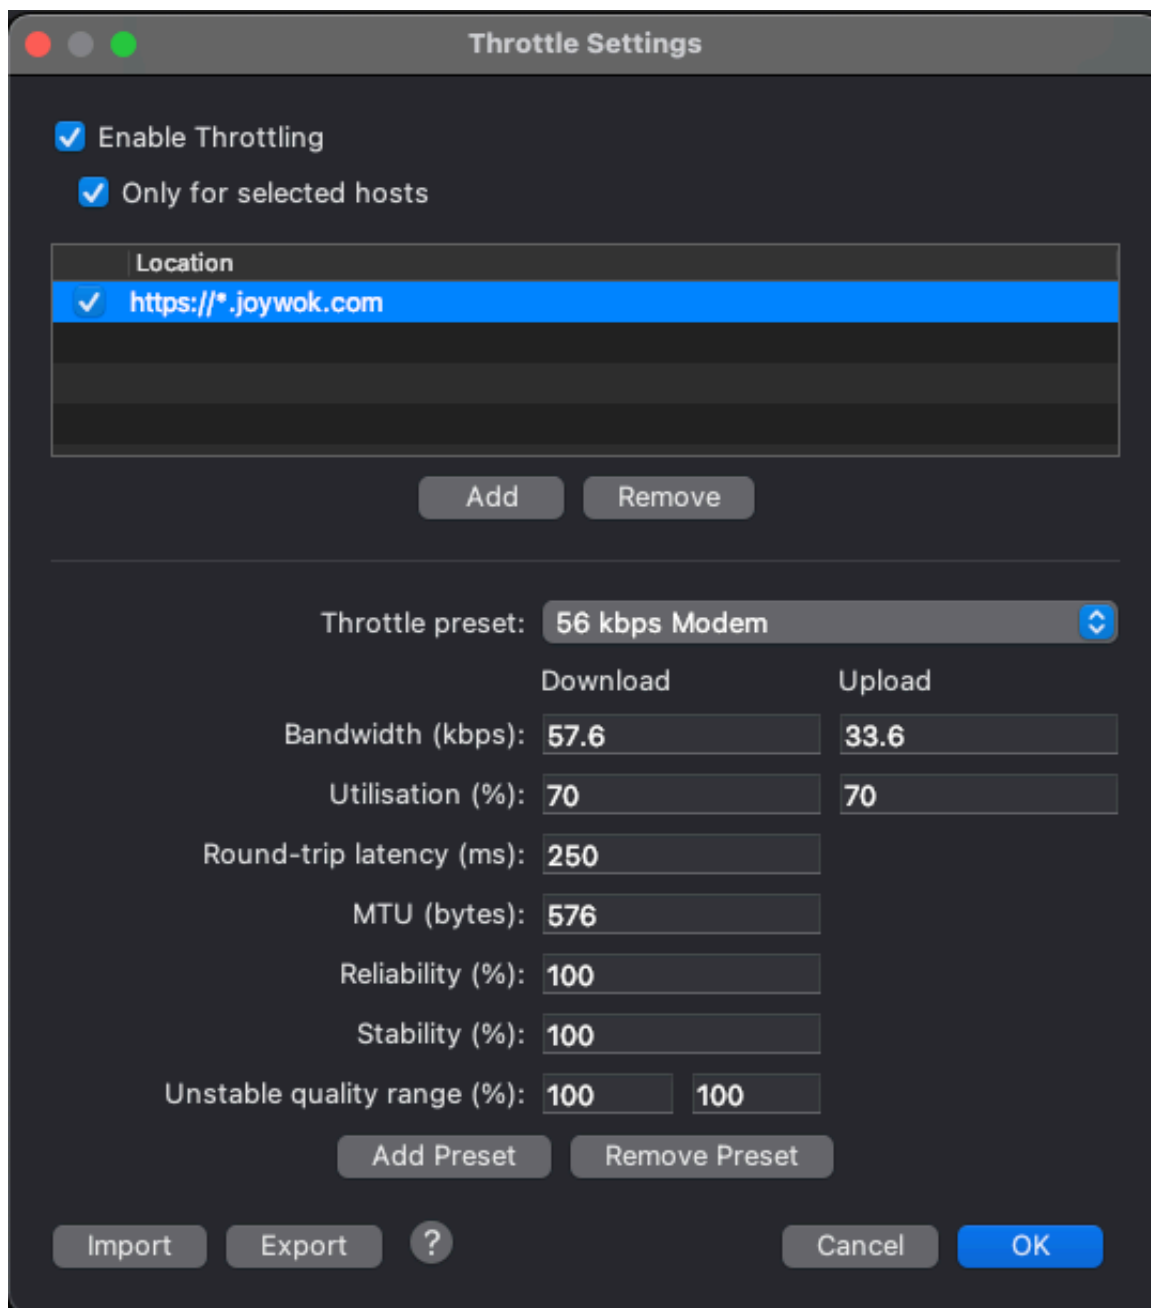 Throttle Settings
Enable Throttling
Only for selected hosts
Location
https://*.joywok.com
Add Remove
Throttle preset: 56 kbps Modem
Download Upload
Bandwidth (kbps): 57.6 33.6
Utilisation (%): 70 70
Round-trip latency (ms): 250
MTU (bytes): 576
Reliability (%): 100
Stability (%): 100
Unstable quality range (%): 100 100
Add Preset Remove Preset
Import Export ? Cancel OK